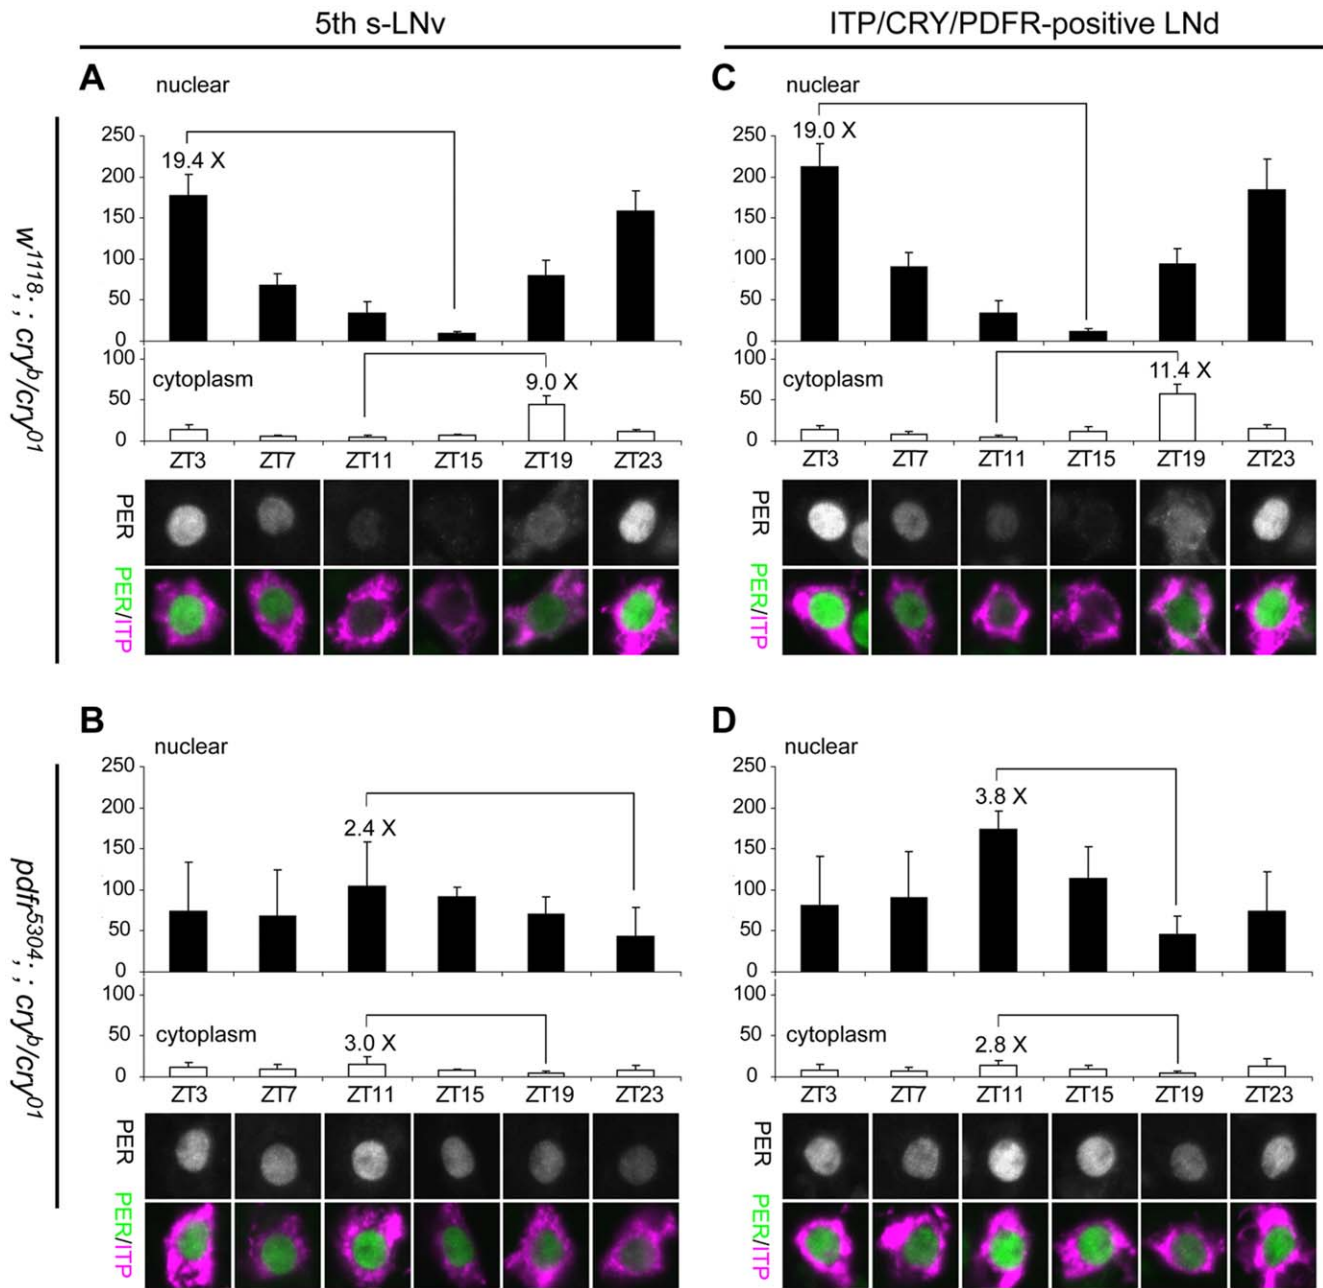 5th s-LNv
ITP/CRY/PDFR-positive LNd
w1118; ; cryb/cry01
A
nuclear
250
200
150
100
50
0
19.4 X
100
50
0
cytoplasm
9.0 X
ZT3 ZT7 ZT11 ZT15 ZT19 ZT23
PER
PER/ITP
C
nuclear
250
200
150
100
50
0
19.0 X
100
50
0
cytoplasm
11.4 X
ZT3 ZT7 ZT11 ZT15 ZT19 ZT23
PER
PER/ITP
pdfr5304; ; cryb/cry01
B
nuclear
250
200
150
100
50
0
2.4 X
100
50
0
cytoplasm
3.0 X
ZT3 ZT7 ZT11 ZT15 ZT19 ZT23
PER
PER/ITP
D
nuclear
250
200
150
100
50
0
3.8 X
100
50
0
cytoplasm
2.8 X
ZT3 ZT7 ZT11 ZT15 ZT19 ZT23
PER
PER/ITP